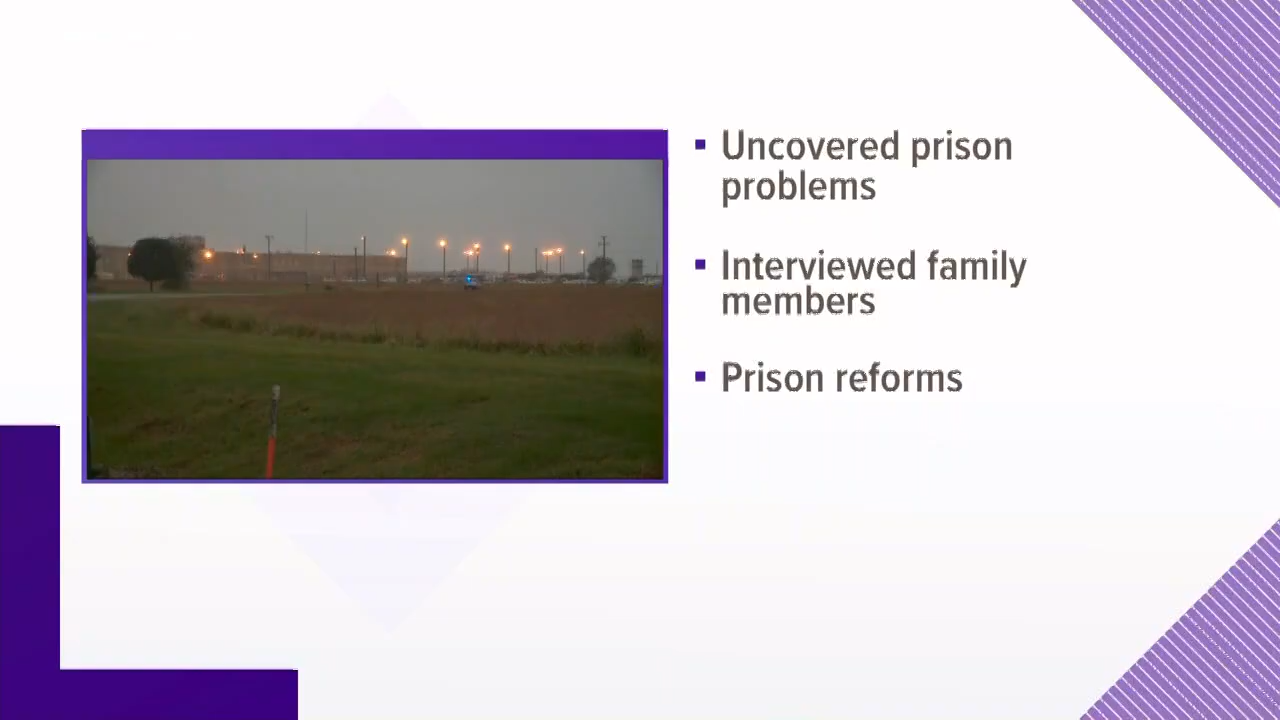 Uncovered prison
problems
Interviewed family
members
Prison reforms